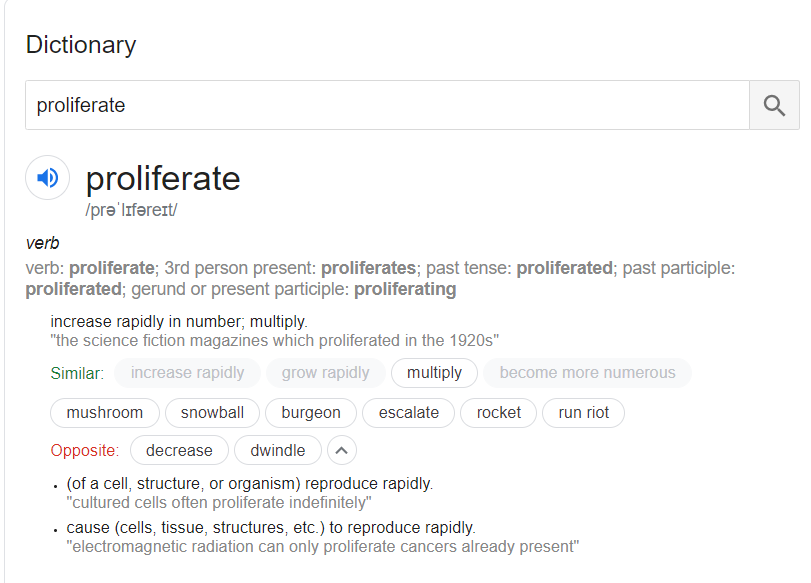 Dictionary
proliferate
proliferate
/prəˈlɪfəreɪt/
verb
verb: proliferate; 3rd person present: proliferates; past tense: proliferated; past participle:
proliferated; gerund or present participle: proliferating
increase rapidly in number; multiply.
"the science fiction magazines which proliferated in the 1920s"
Similar: increase rapidly grow rapidly multiply become more numerous
mushroom snowball burgeon escalate rocket run riot
Opposite: decrease dwindle
• (of a cell, structure, or organism) reproduce rapidly.
"cultured cells often proliferate indefinitely"
• cause (cells, tissue, structures, etc.) to reproduce rapidly.
"electromagnetic radiation can only proliferate cancers already present"